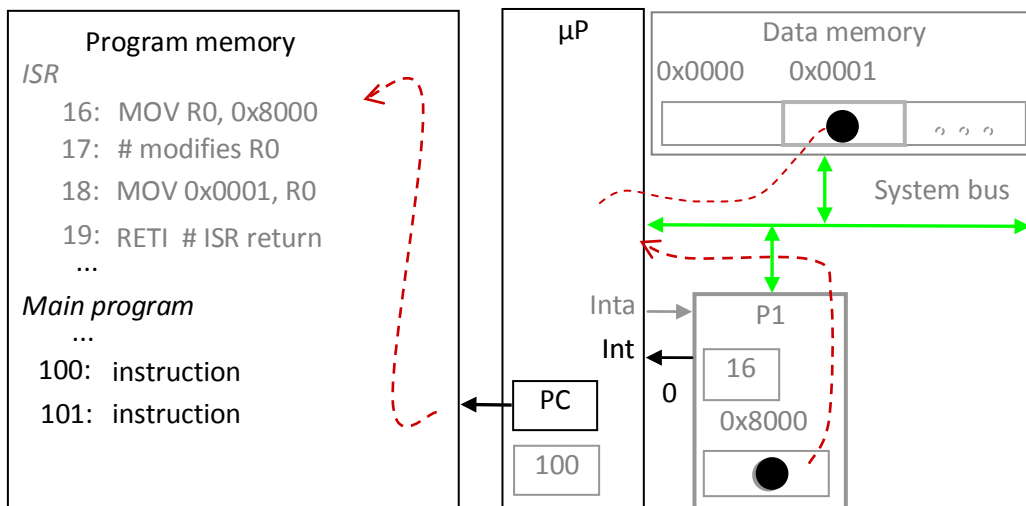 Program memory
ISR
16: MOV R0, 0x8000
17: # modifies R0
18: MOV 0x0001, R0
19: RETI # ISR return
...
Main program
...
100: instruction
101: instruction
µP
Inta
Int
0
PC
100
Data memory
0x0000 0x0001
System bus
P1
16
0x8000